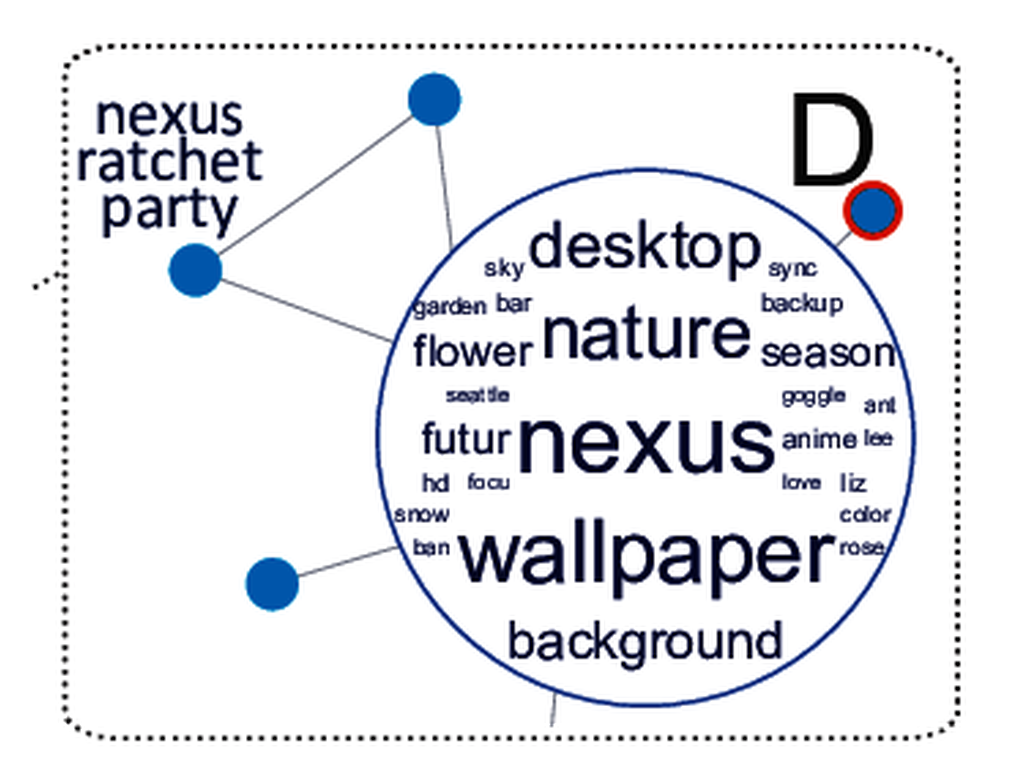 nexus
ratchet
party
D
sky desktop sync
garden bar nature backup
flower season
seattle goggle ant
futur nexus anime lee
hd focu love liz
snow color
ban wallpaper rose
background